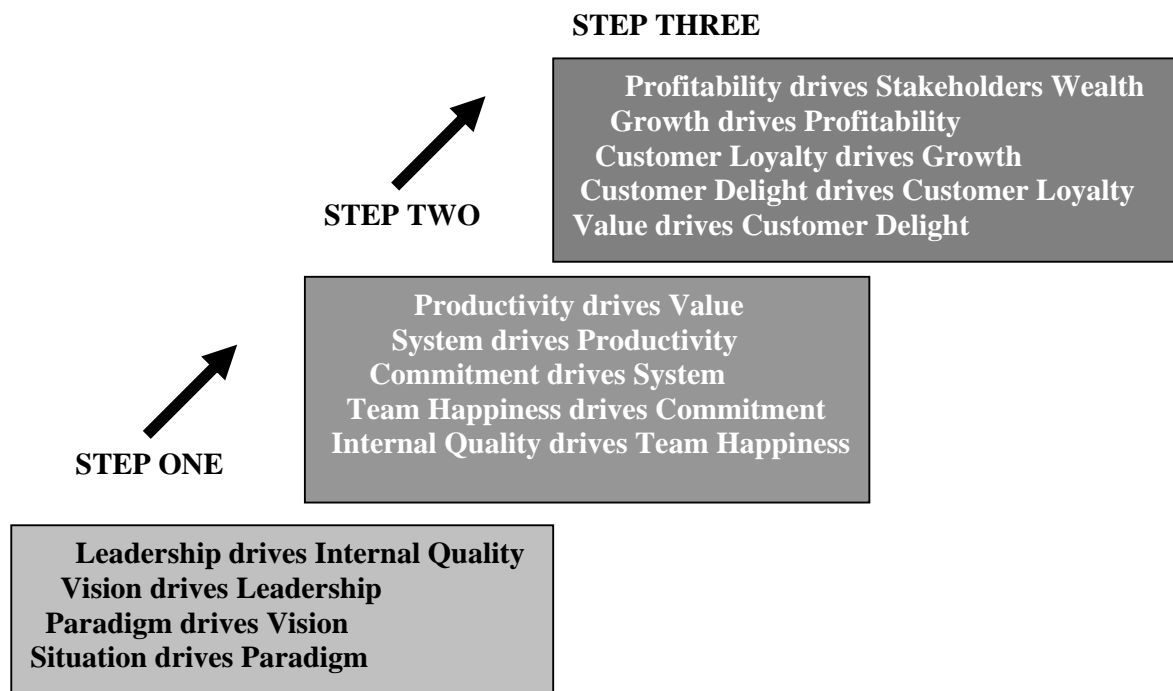 STEP THREE
Profitability drives Stakeholders Wealth
Growth drives Profitability
Customer Loyalty drives Growth
Customer Delight drives Customer Loyalty
Value drives Customer Delight
STEP TWO
Productivity drives Value
System drives Productivity
Commitment drives System
Team Happiness drives Commitment
Internal Quality drives Team Happiness
STEP ONE
Leadership drives Internal Quality
Vision drives Leadership
Paradigm drives Vision
Situation drives Paradigm